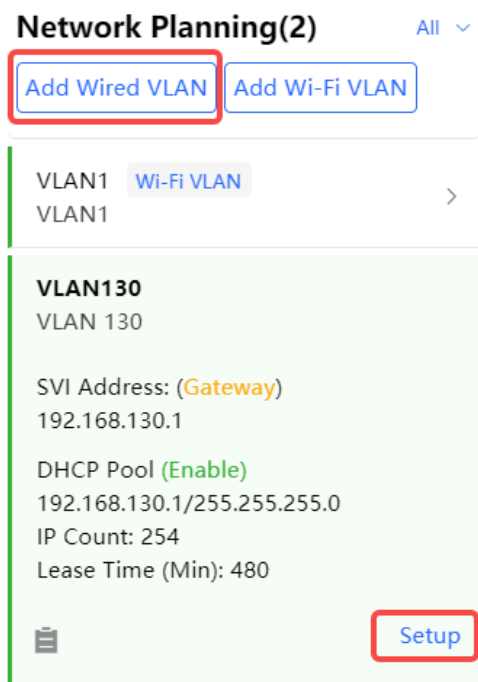 Network Planning(2) All
Add Wired VLAN Add Wi-Fi VLAN
VLAN1 Wi-Fi VLAN
VLAN1
VLAN130
VLAN 130
SVI Address: (Gateway)
192.168.130.1
DHCP Pool (Enable)
192.168.130.1/255.255.255.0
IP Count: 254
Lease Time (Min): 480
Setup